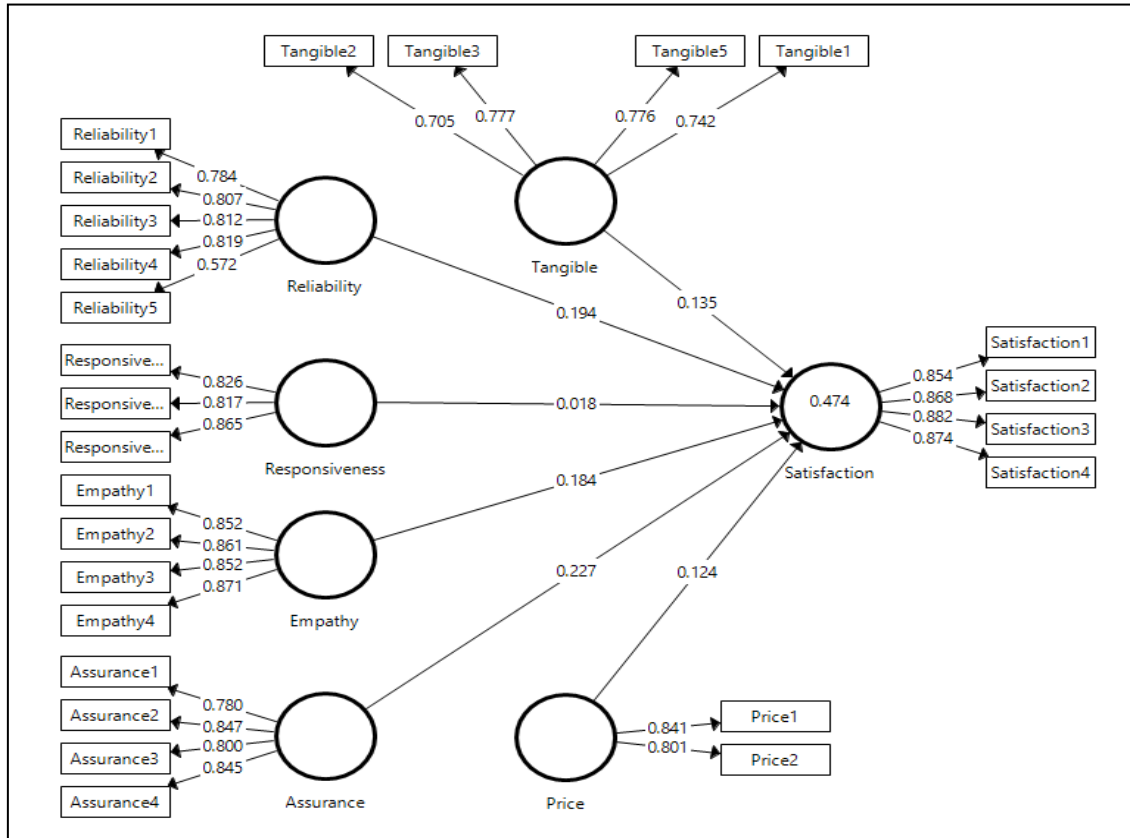 Tangible2
Tangible3
Tangible5
Tangible1
0.705
0.777
0.776
0.742
Tangible
0.135
Reliability1
Reliability2
Reliability3
Reliability4
Reliability5
0.784
0.807
0.812
0.819
0.572
Reliability
0.194
Responsive...
Responsive...
Responsive...
0.826
0.817
0.865
Responsiveness
0.018
Empathy1
Empathy2
Empathy3
Empathy4
0.852
0.861
0.852
0.871
Empathy
0.184
Assurance1
Assurance2
Assurance3
Assurance4
0.780
0.847
0.800
0.845
Assurance
0.227
Price
0.124
0.841
0.801
Price1
Price2
0.474
Satisfaction
0.854
0.868
0.882
0.874
Satisfaction1
Satisfaction2
Satisfaction3
Satisfaction4